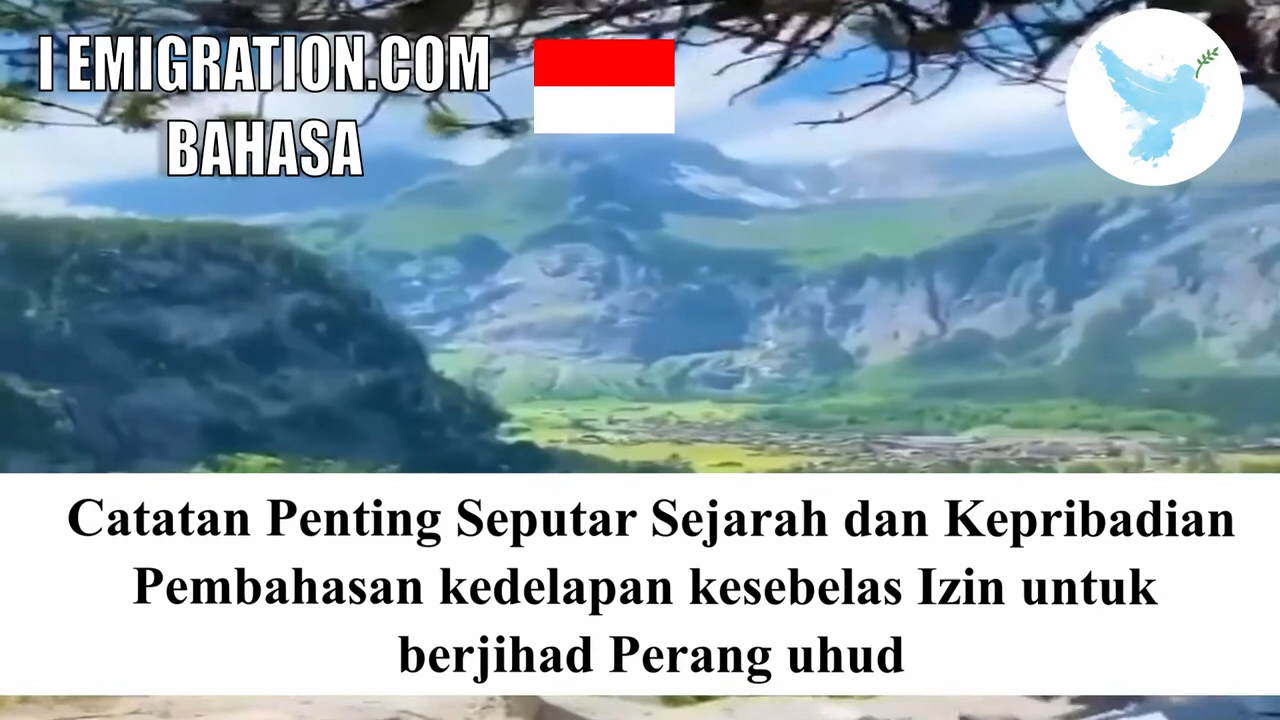 I EMIGRATION.COM
BAHASA
Catatan Penting Seputar Sejarah dan Kepribadian
Pembahasan kedelapan kesebelas Izin untuk
berjihad Perang uhud